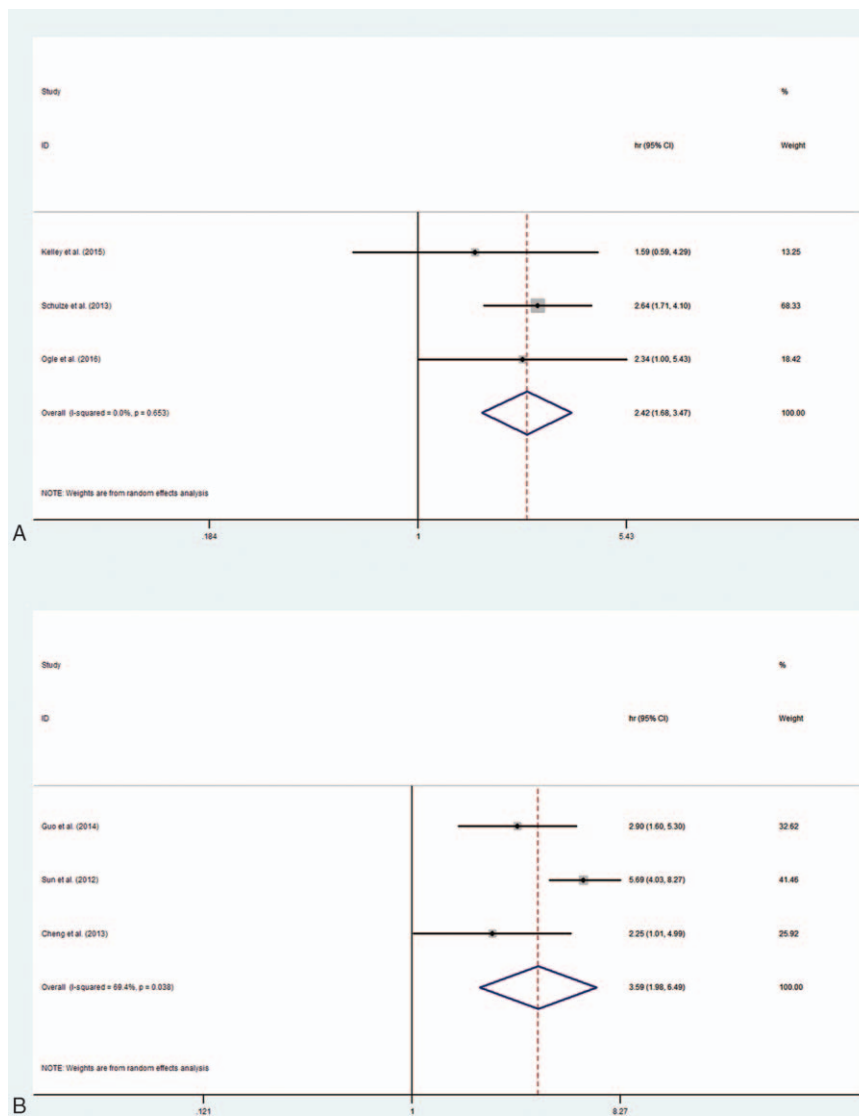 Study %
ID hr (95% CI) Weight
Kelley et al. (2015) 1.59 (0.59, 4.29) 13.25
Schulze et al. (2013) 2.64 (1.71, 4.10) 68.33
Ogle et al. (2016) 2.34 (1.00, 5.43) 18.42
Overall (I-squared = 0.0%, p = 0.653) 2.42 (1.68, 3.47) 100.00
NOTE: Weights are from random effects analysis
A
.184 1 5.43
Study %
ID hr (95% CI) Weight
Guo et al. (2014) 2.90 (1.60, 5.30) 32.62
Sun et al. (2012) 5.69 (4.03, 8.27) 41.46
Cheng et al. (2013) 2.25 (1.01, 4.99) 25.92
Overall (I-squared = 69.4%, p = 0.038) 3.59 (1.98, 6.49) 100.00
NOTE: Weights are from random effects analysis
B
.121 1 8.27